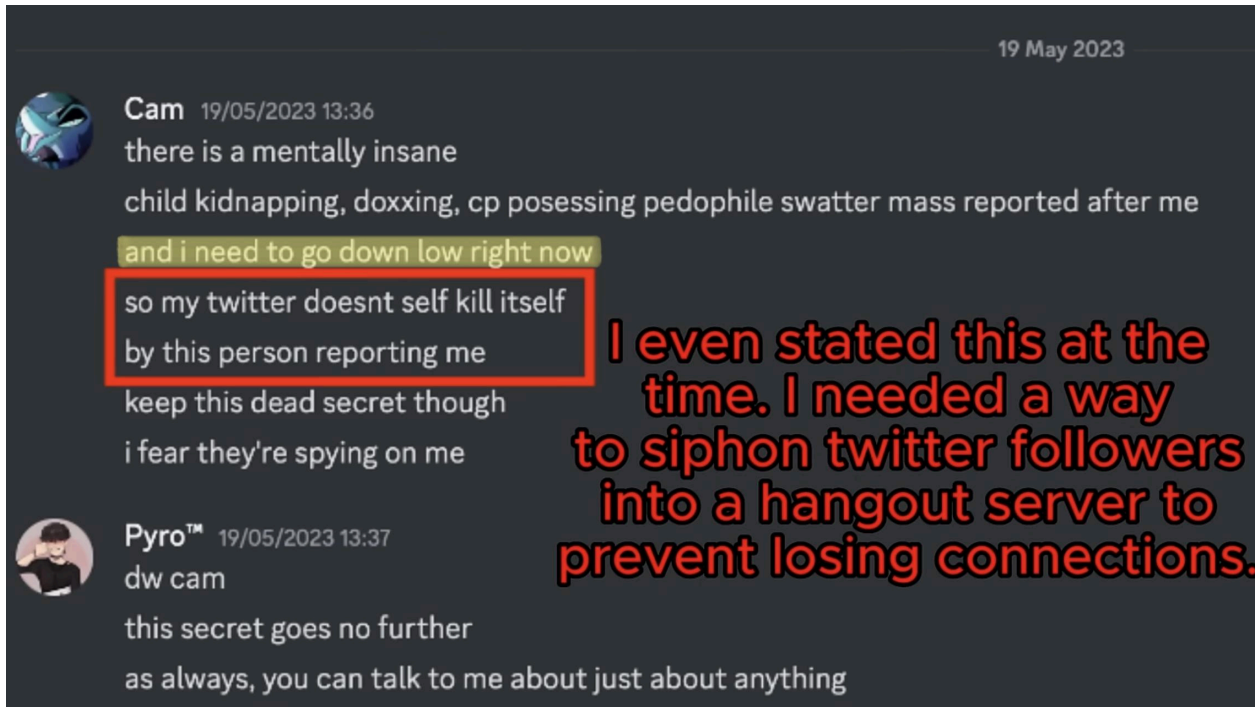 19 May 2023
Cam 19/05/2023 13:36
there is a mentally insane
child kidnapping, doxxing, cp posessing pedophile swatter mass reported after me
and i need to go down low right now
so my twitter doesnt self kill itself
by this person reporting me
keep this dead secret though
i fear they're spying on me
I even stated this at the
time. I needed a way
to siphon twitter followers
into a hangout server to
prevent losing connections.
Pyro™ 19/05/2023 13:37
dw cam
this secret goes no further
as always, you can talk to me about just about anything